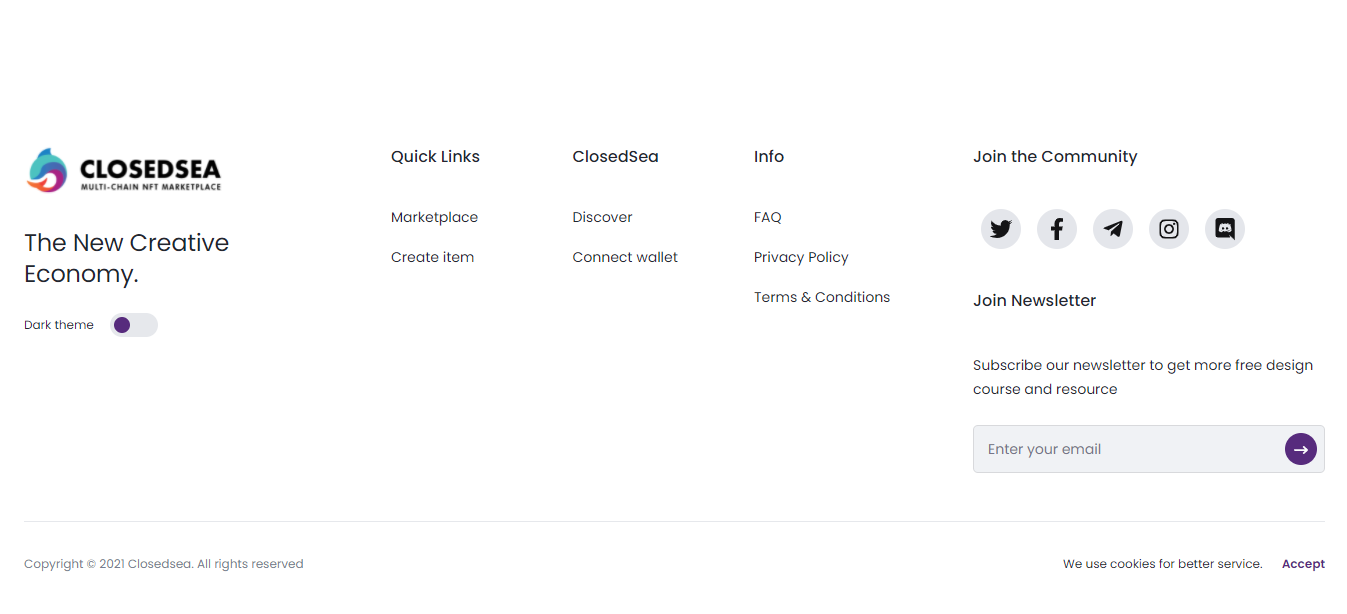 CLOSEDSEA
MULTI-CHAIN NFT MARKETPLACE
The New Creative
Economy.
Dark theme
Quick Links
Marketplace
Create item
ClosedSea
Discover
Connect wallet
Info
FAQ
Privacy Policy
Terms & Conditions
Join the Community
Join Newsletter
Subscribe our newsletter to get more free design
course and resource
Enter your email
Copyright © 2021 Closedsea. All rights reserved
We use cookies for better service.
Accept